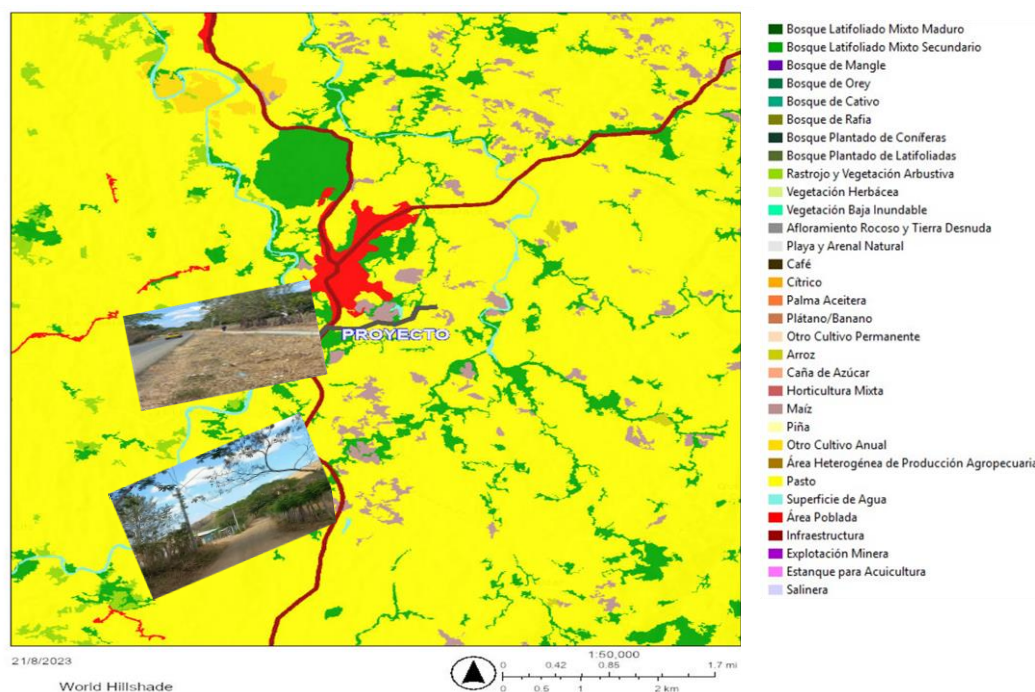 Bosque Latifoliado Mixto Maduro
Bosque Latifoliado Mixto Secundario
Bosque de Mangle
Bosque de Orey
Bosque de Cativo
Bosque de Rafia
Bosque Plantado de Coníferas
Bosque Plantado de Latifoliadas
Rastrojo y Vegetación Arbustiva
Vegetación Herbácea
Vegetación Baja Inundable
Afloramiento Rocoso y Tierra Desnuda
Playa y Arenal Natural
Café
Cítrico
Palma Aceitera
Plátano/Banano
Otro Cultivo Permanente
Arroz
Caña de Azúcar
Horticultura Mixta
Maíz
Piña
Otro Cultivo Anual
Área Heterogénea de Producción Agropecuaria
Pasto
Superficie de Agua
Área Poblada
Infraestructura
Explotación Minera
Estanque para Acuicultura
Salinera
PROYECTO
21/8/2023
World Hillshade
1:50,000
0 0.42 0.85 1.7 mi
0 0.5 1 2 km